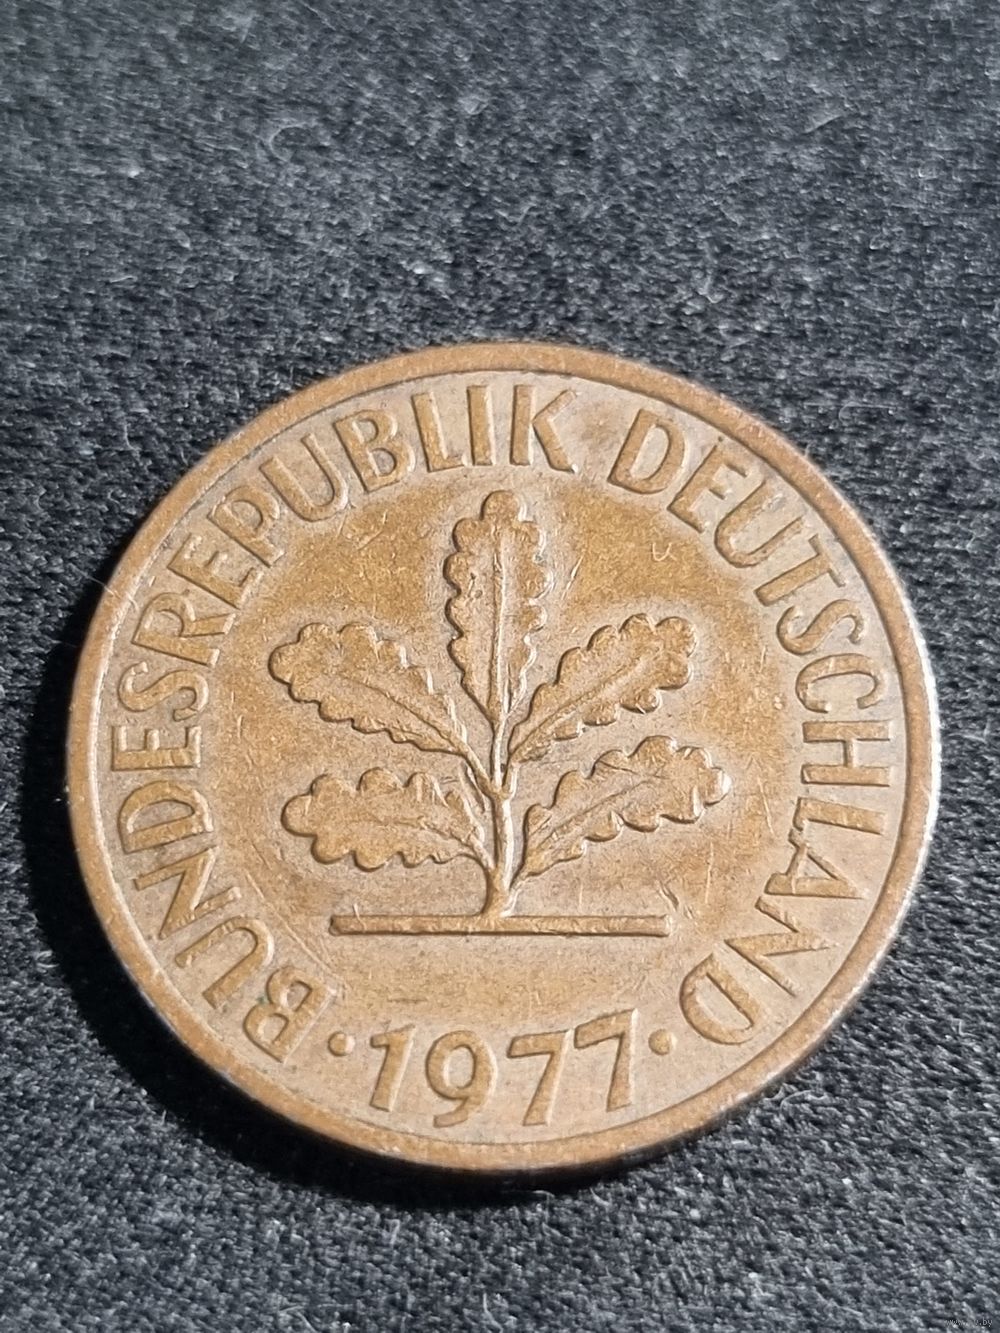 BUNDESREPUBLIK DEUTSCHLAND
· 1977 ·